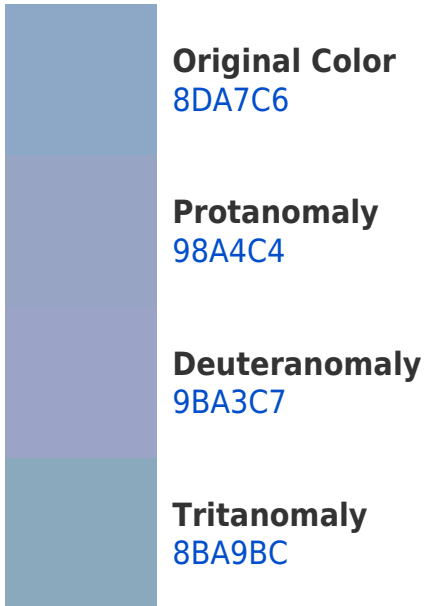 Original Color
8DA7C6
Protanomaly
98A4C4
Deuteranomaly
9BA3C7
Tritanomaly
8BA9BC